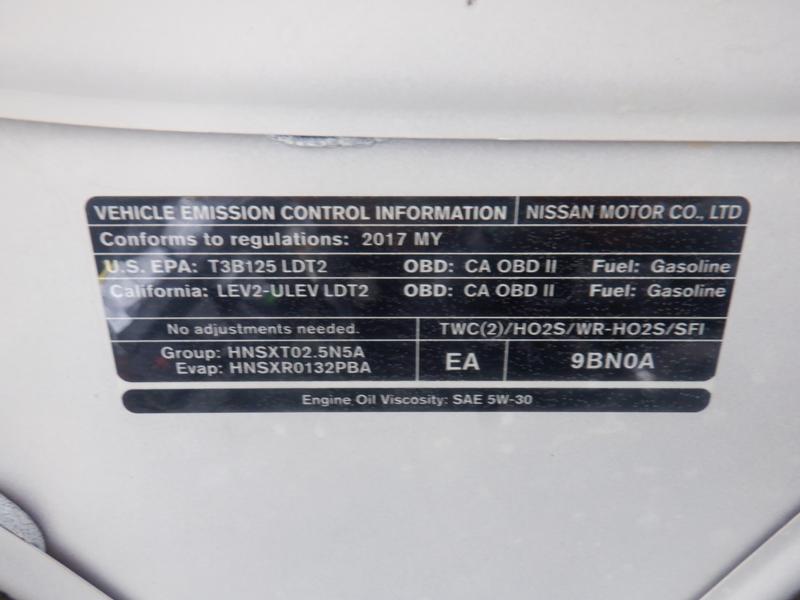 VEHICLE EMISSION CONTROL INFORMATION NISSAN MOTOR CO., LTD
Conforms to regulations: 2017 MY
U.S. EPA: T3B125 LDT2 OBD: CA OBD II Fuel: Gasoline
California: LEV2-ULEV LDT2 OBD: CA OBD II Fuel: Gasoline
No adjustments needed. TWC(2)/HO2S/WR-HO2S/SFI
Group: HNSXT02.5N5A
Evap: HNSXR0132PBA
EA 9BN0A
Engine Oil Viscosity: SAE 5W-30